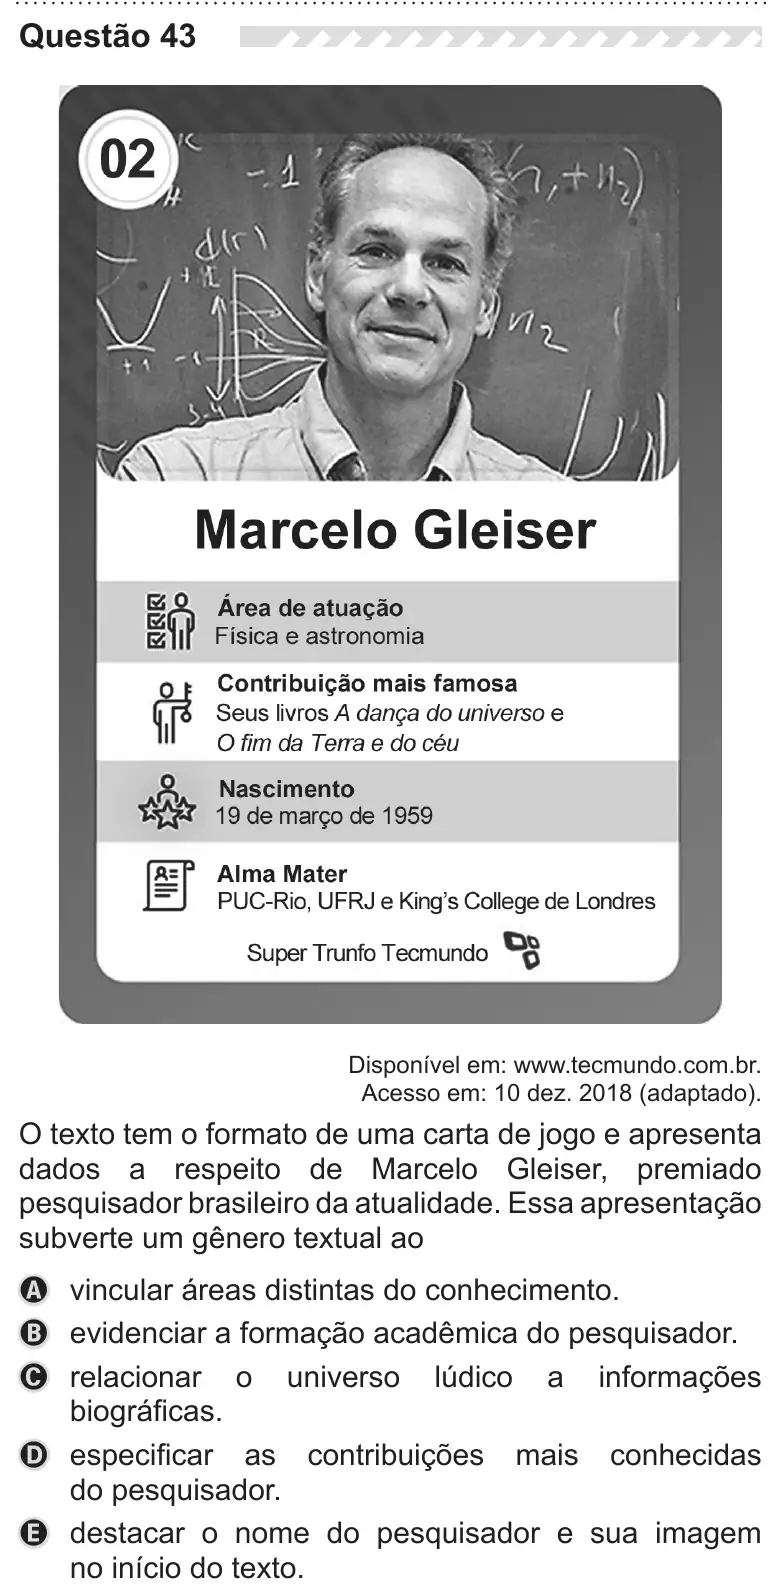 Questão 43
02
Marcelo Gleiser
Área de atuação
Física e astronomia
Contribuição mais famosa
Seus livros A dança do universo e
O fim da Terra e do céu
Nascimento
19 de março de 1959
Alma Mater
PUC-Rio, UFRJ e King's College de Londres
Super Trunfo Tecmundo
Disponível em: www.tecmundo.com.br.
Acesso em: 10 dez. 2018 (adaptado).
O texto tem o formato de uma carta de jogo e apresenta
dados a respeito de Marcelo Gleiser, premiado
pesquisador brasileiro da atualidade. Essa apresentação
subverte um gênero textual ao
A vincular áreas distintas do conhecimento.
B evidenciar a formação acadêmica do pesquisador.
C relacionar o universo lúdico a informações
biográficas.
D especificar as contribuições mais conhecidas
do pesquisador.
E destacar o nome do pesquisador e sua imagem
no início do texto.